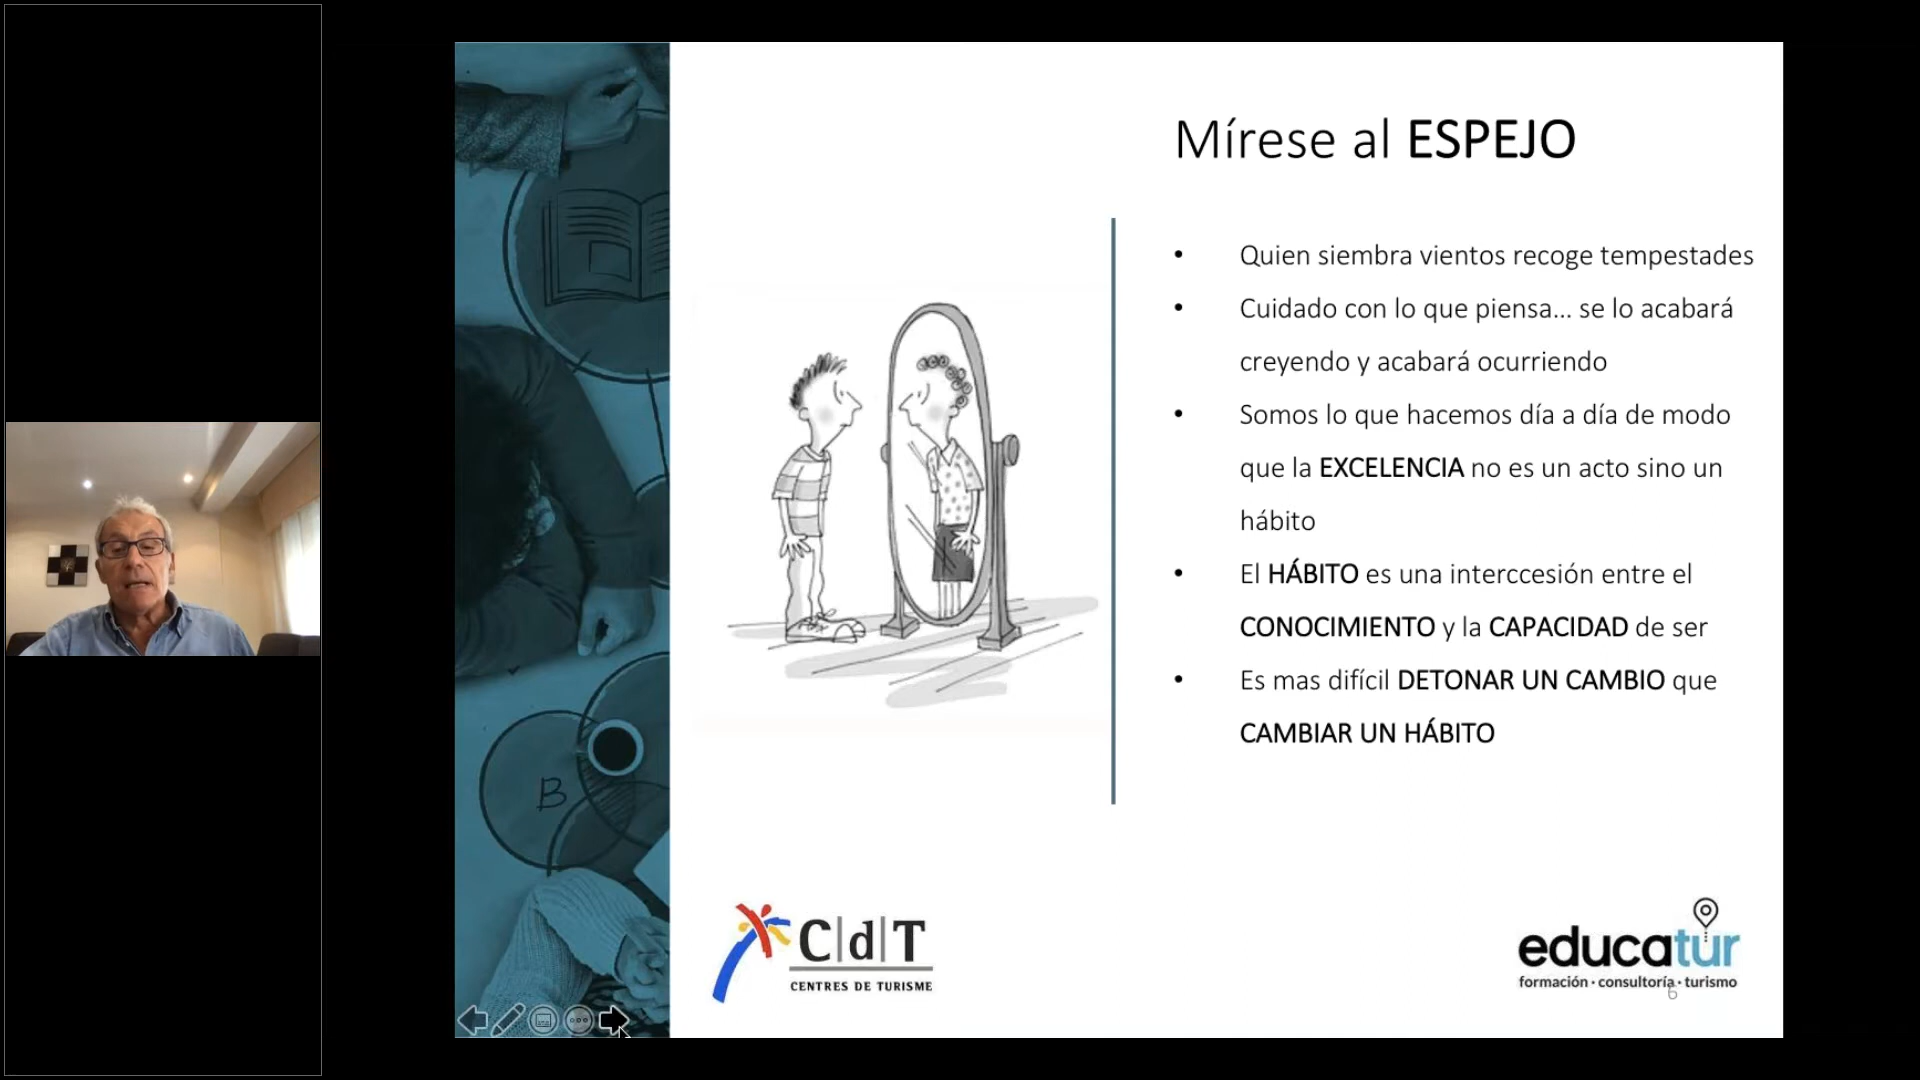 Mírese al ESPEJO
• Quien siembra vientos recoge tempestades
• Cuidado con lo que piensa... se lo acabará
creyendo y acabará ocurriendo
• Somos lo que hacemos día a día de modo
que la EXCELENCIA no es un acto sino un
hábito
• El HÁBITO es una interccesión entre el
CONOCIMIENTO y la CAPACIDAD de ser
• Es mas difícil DETONAR UN CAMBIO que
CAMBIAR UN HÁBITO
B
C|d|T
CENTRES DE TURISME
educatur
formación · consultoría · turismo
6